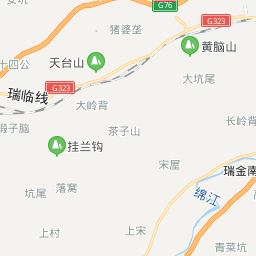 安坑
猪婆垄
G76
G323
黄脑山
天台山
十四公
大坑尾
G323
瑞临线
大岭背
长岭背
茶子山
段子脑
挂兰钩
宋屋
瑞金南
落窝
坑尾
绵江
上村
上宋
青菜坑